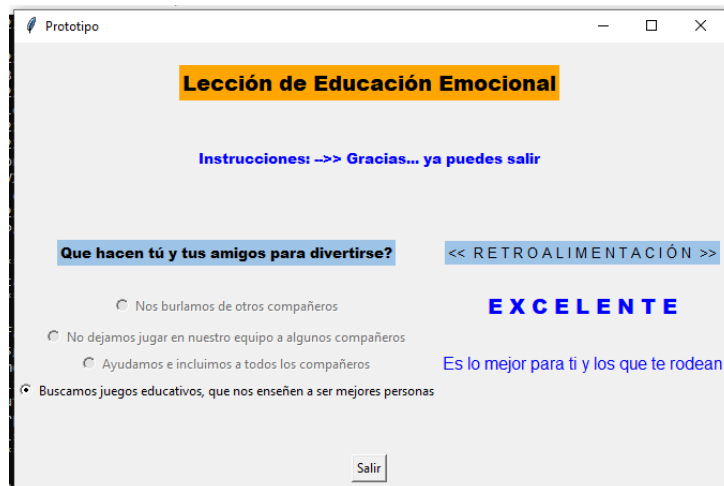 Prototipo
Lección de Educación Emocional
Instrucciones: -->> Gracias... ya puedes salir
Que hacen tú y tus amigos para divertirse?
<< R E T R O A L I M E N T A C I Ó N >>
Nos burlamos de otros compañeros
E X C E L E N T E
No dejamos jugar en nuestro equipo a algunos compañeros
Ayudamos e incluimos a todos los compañeros
Es lo mejor para ti y los que te rodean
Buscamos juegos educativos, que nos enseñen a ser mejores personas
Salir